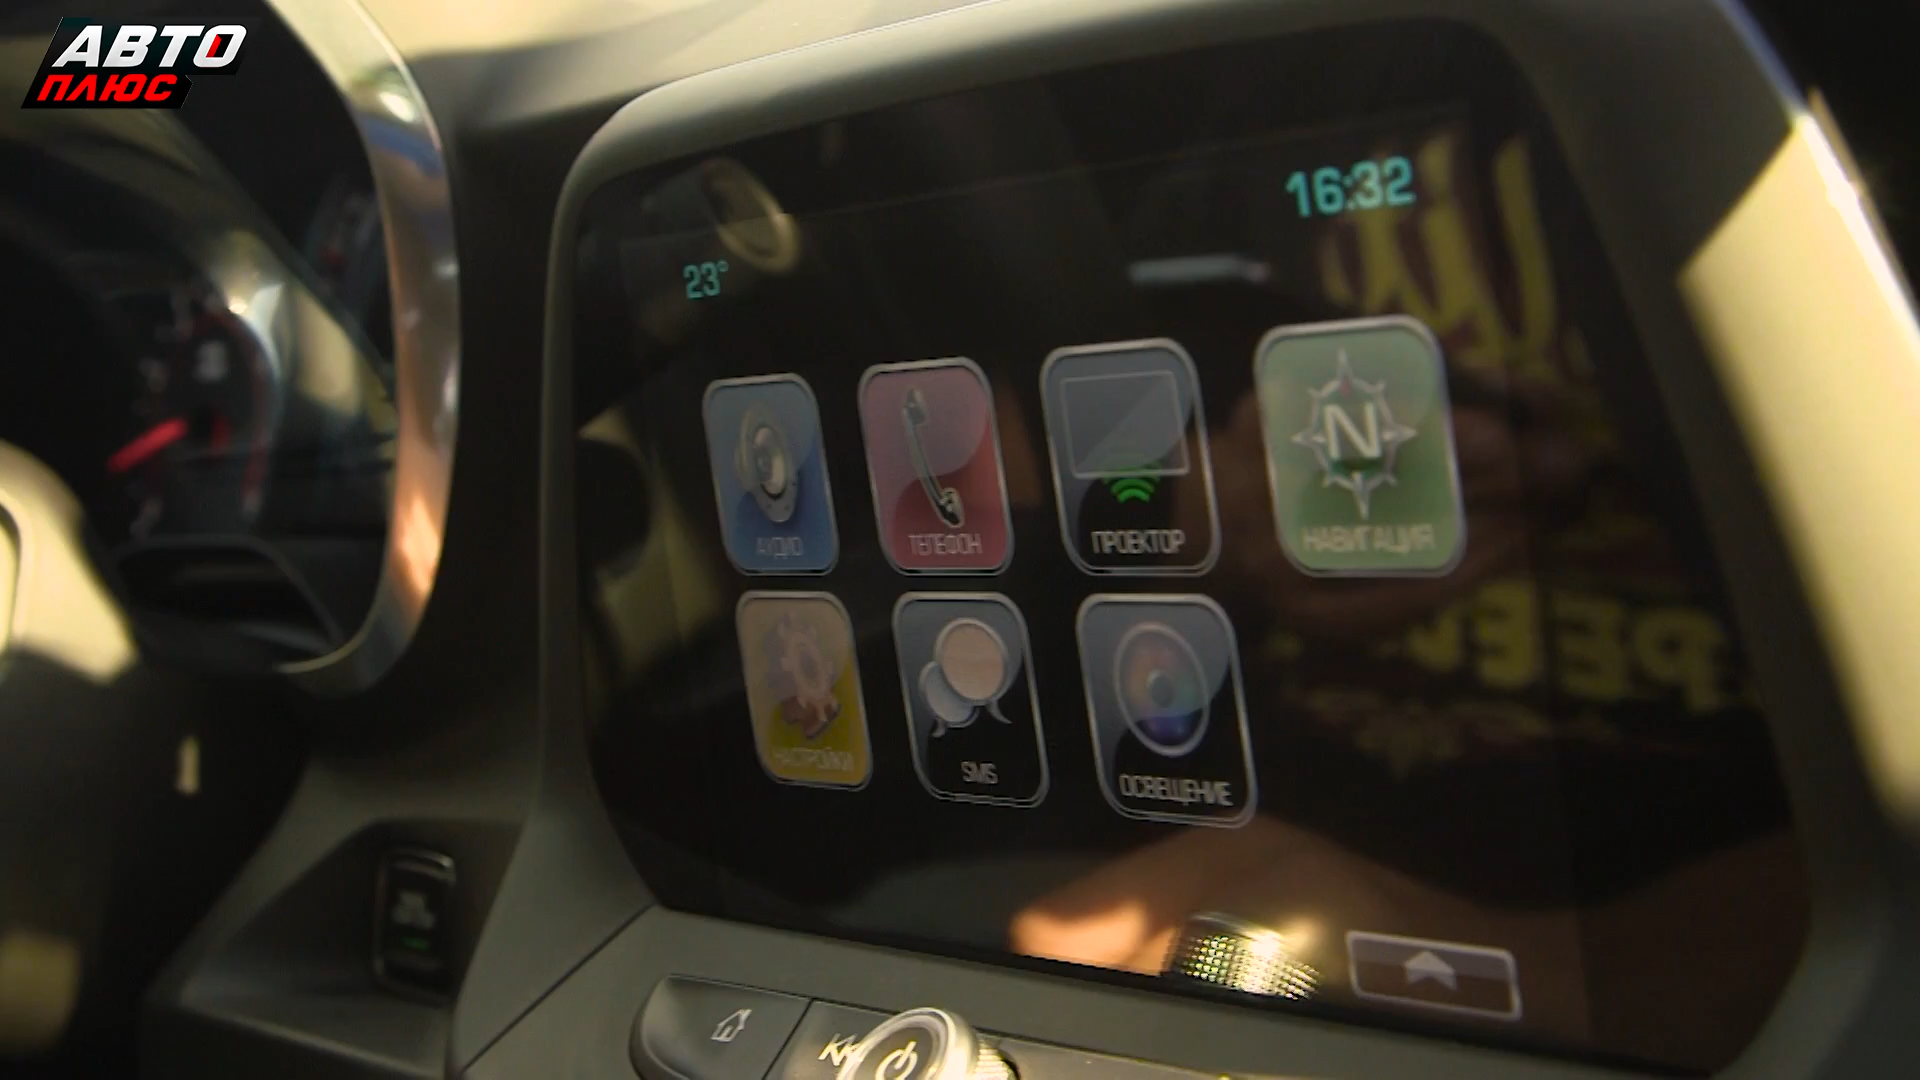 АВТО
ПЛЮС
16:32
23°
АУДИО
ТЕЛЕФОН
ПРОЕКТОР
N
НАВИГАЦИЯ
НАСТРОЙКИ
SMS
ОСВЕЩЕНИЕ